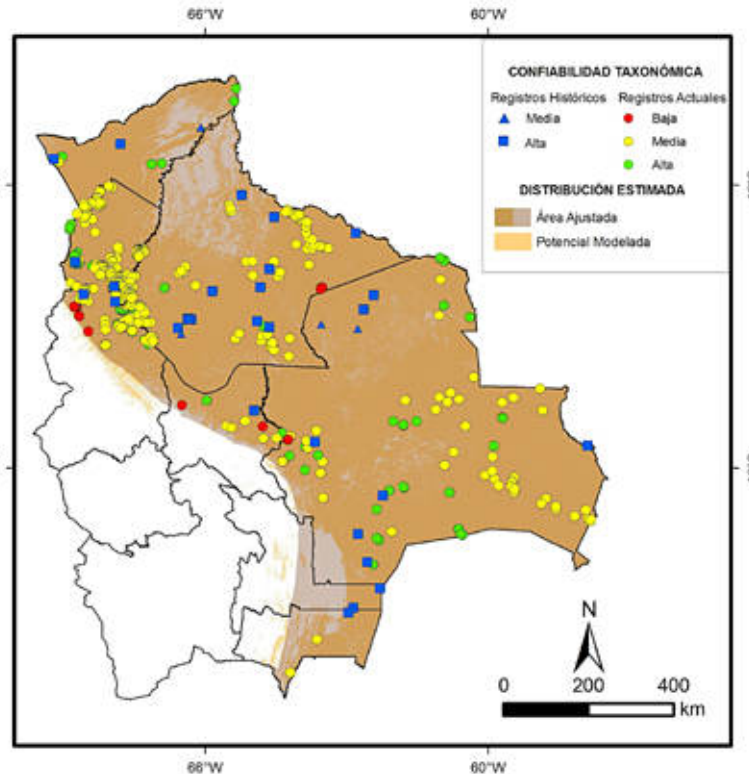 66°W 60°W
CONFIABILIDAD TAXONÓMICA
Registros Históricos Registros Actuales
Media Baja
Alta Media
Alta
DISTRIBUCIÓN ESTIMADA
Área Ajustada
Potencial Modelada
N
0 200 400
km
66°W 60°W